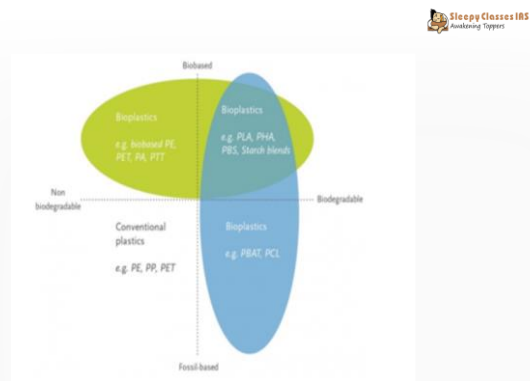 Sleepy Classes IAS
Awakening Toppers
Biobased
Bioplastics
e.g. biobased PE,
PET, PA, PTT
Bioplastics
e.g. PLA, PHA,
PBS, Starch blends
Non
biodegradable
Biodegradable
Conventional
plastics
e.g. PE, PP, PET
Bioplastics
e.g. PBAT, PCL
Fossil-based